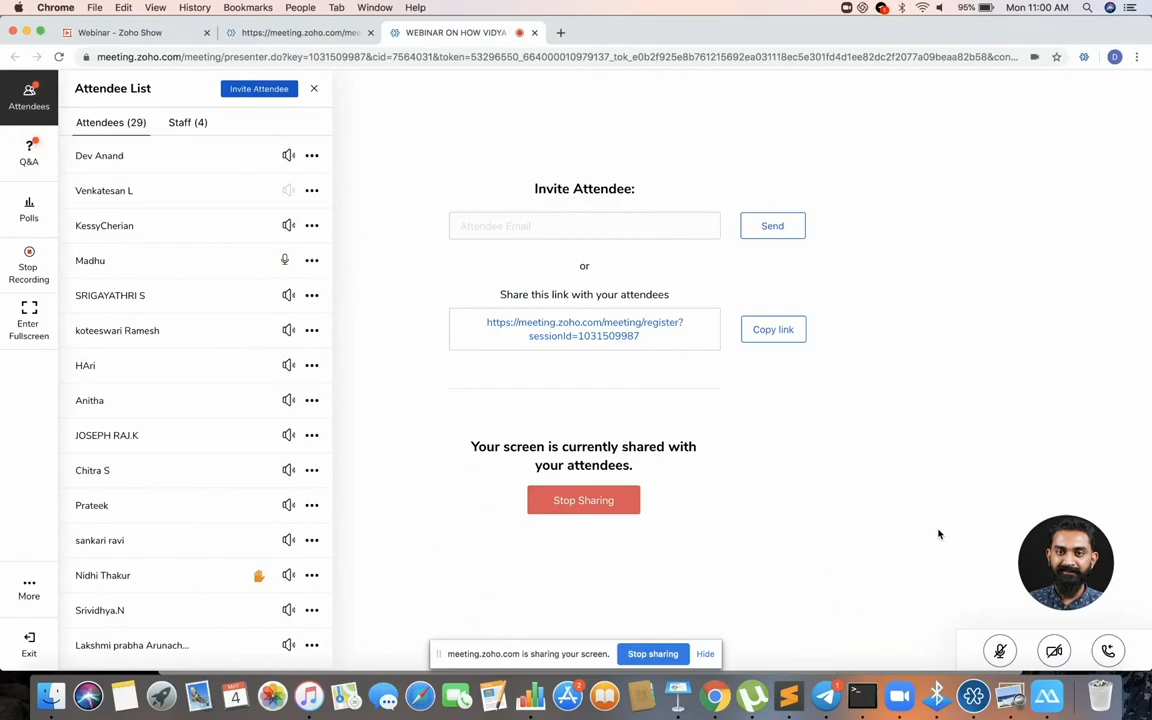 Chrome File Edit View History Bookmarks People Tab Window Help 95% Mon 11:00 AM
Webinar - Zoho Show
https://meeting.zoho.com/mee
WEBINAR ON HOW VIDYA
meeting.zoho.com/meeting/presenter.do?key=1031509987&cid=7564031&token=53296550_664000010979137_tok_e0b2f925e8b761215692ea031118ec5e301fd4d1ee82dc2f2077a09beaa82b58&con...
D
Attendees
Q&A
Polls
Stop
Recording
Enter
Fullscreen
More
Exit
Attendee List
Invite Attendee
Attendees (29) Staff (4)
Dev Anand
Venkatesan L
KessyCherian
Madhu
SRIGAYATHRI S
koteeswari Ramesh
HAri
Anitha
JOSEPH RAJ.K
Chitra S
Prateek
sankari ravi
Nidhi Thakur
Srividhya.N
Lakshmi prabha Arunach...
Invite Attendee:
Attendee Email
Send
or
Share this link with your attendees
https://meeting.zoho.com/meeting/register?
sessionId=1031509987
Copy link
Your screen is currently shared with
your attendees.
Stop Sharing
meeting.zoho.com is sharing your screen.
Stop sharing
Hide
4
2
1